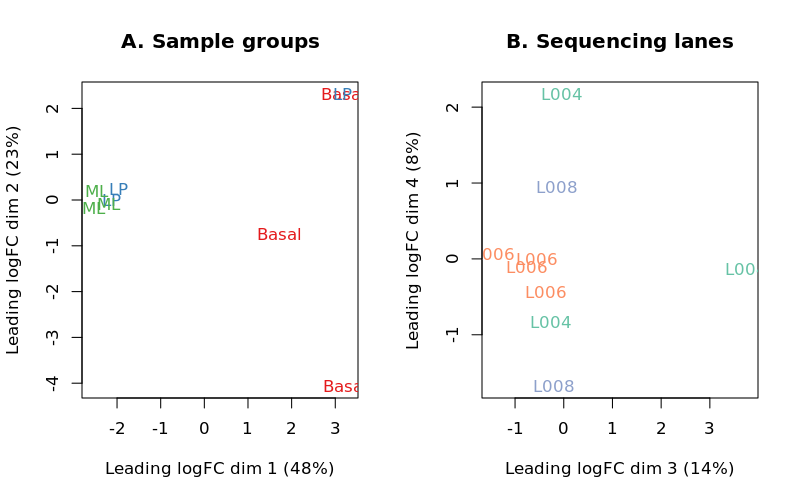 A. Sample groups
B. Sequencing lanes
Leading logFC dim 2 (23%)
2
1
0
-1
-2
-3
-4
Basa
LP
LP
ML
LP
ML
ML
Basal
Basa
-2 -1 0 1 2 3
Leading logFC dim 1 (48%)
Leading logFC dim 4 (8%)
2
1
0
-1
L004
L008
006
L006
L006
L00
L006
L004
L008
-1 0 1 2 3
Leading logFC dim 3 (14%)